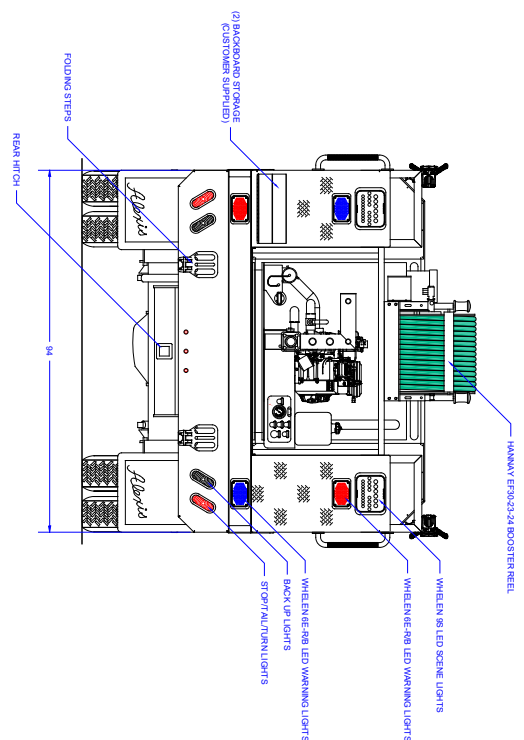 (2) BACKBOARD STORAGE
(CUSTOMER SUPPLIED)
FOLDING STEPS
REAR HITCH
Alexis
Alexis
94
HANNAY EF30-23-24 BOOSTER REEL
WHELEN 9S LED SCENE LIGHTS
WHELEN 6E-R/B LED WARNING LIGHTS
WHELEN 6E-R/B LED WARNING LIGHTS
BACK UP LIGHTS
STOP/TAIL/TURN LIGHTS